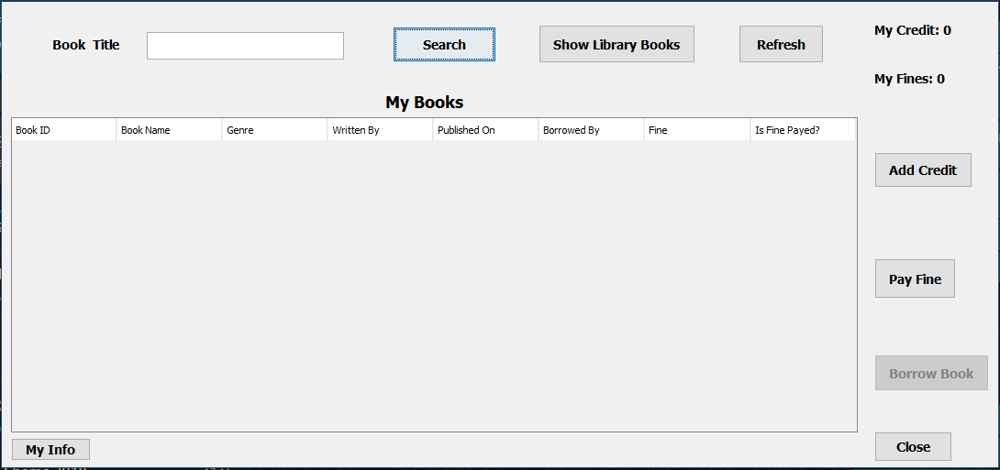 Book Title
Search
Show Library Books
Refresh
My Credit: 0
My Fines: 0
My Books
Book ID Book Name Genre Written By Published On Borrowed By Fine Is Fine Payed?
Add Credit
Pay Fine
Borrow Book
My Info
Close